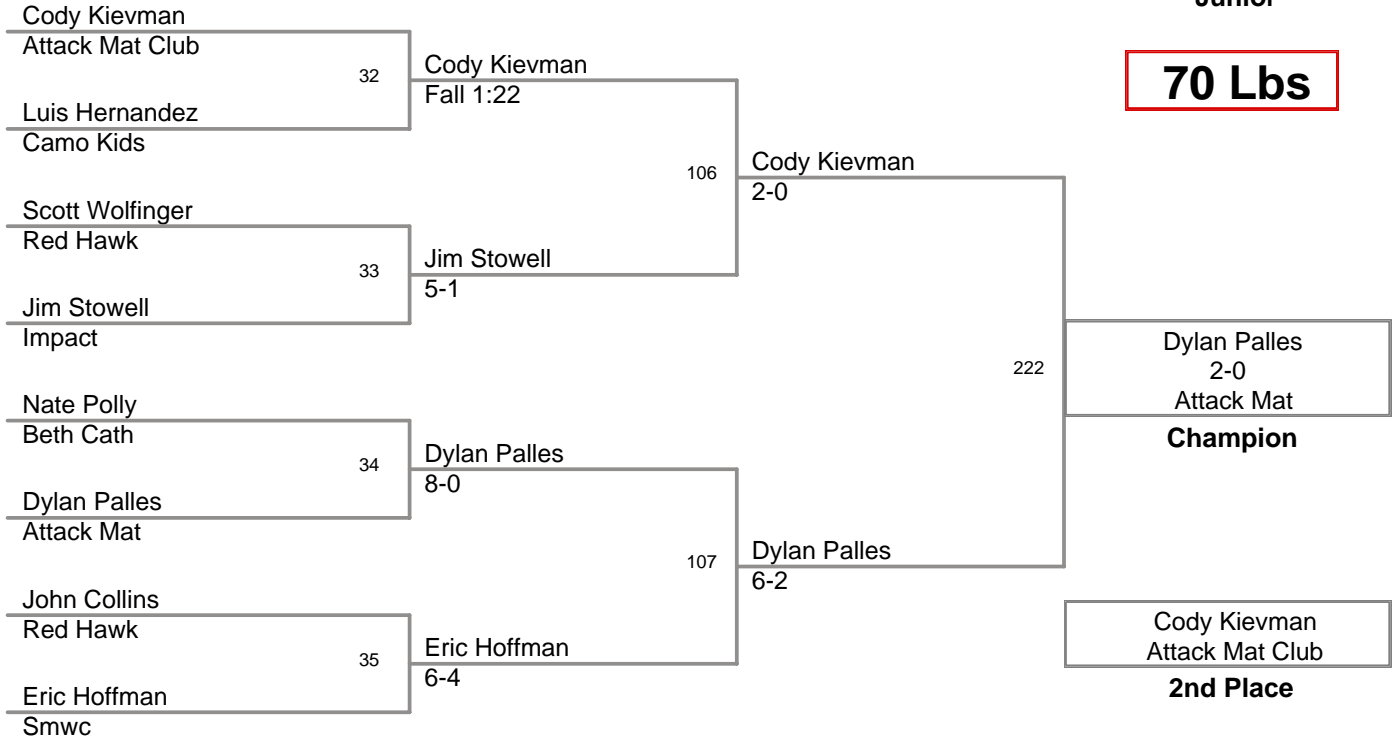 Junior
70 Lbs
Cody Kievman
Attack Mat Club
32
Luis Hernandez
Camo Kids
Cody Kievman
Fall 1:22
Scott Wolfinger
Red Hawk
33
Jim Stowell
Impact
Jim Stowell
5-1
106
Cody Kievman
2-0
Nate Polly
Beth Cath
34
Dylan Palles
Attack Mat
Dylan Palles
8-0
John Collins
Red Hawk
35
Eric Hoffman
Smwc
Eric Hoffman
6-4
107
Dylan Palles
6-2
222
Dylan Palles
2-0
Attack Mat
Champion
Cody Kievman
Attack Mat Club
2nd Place